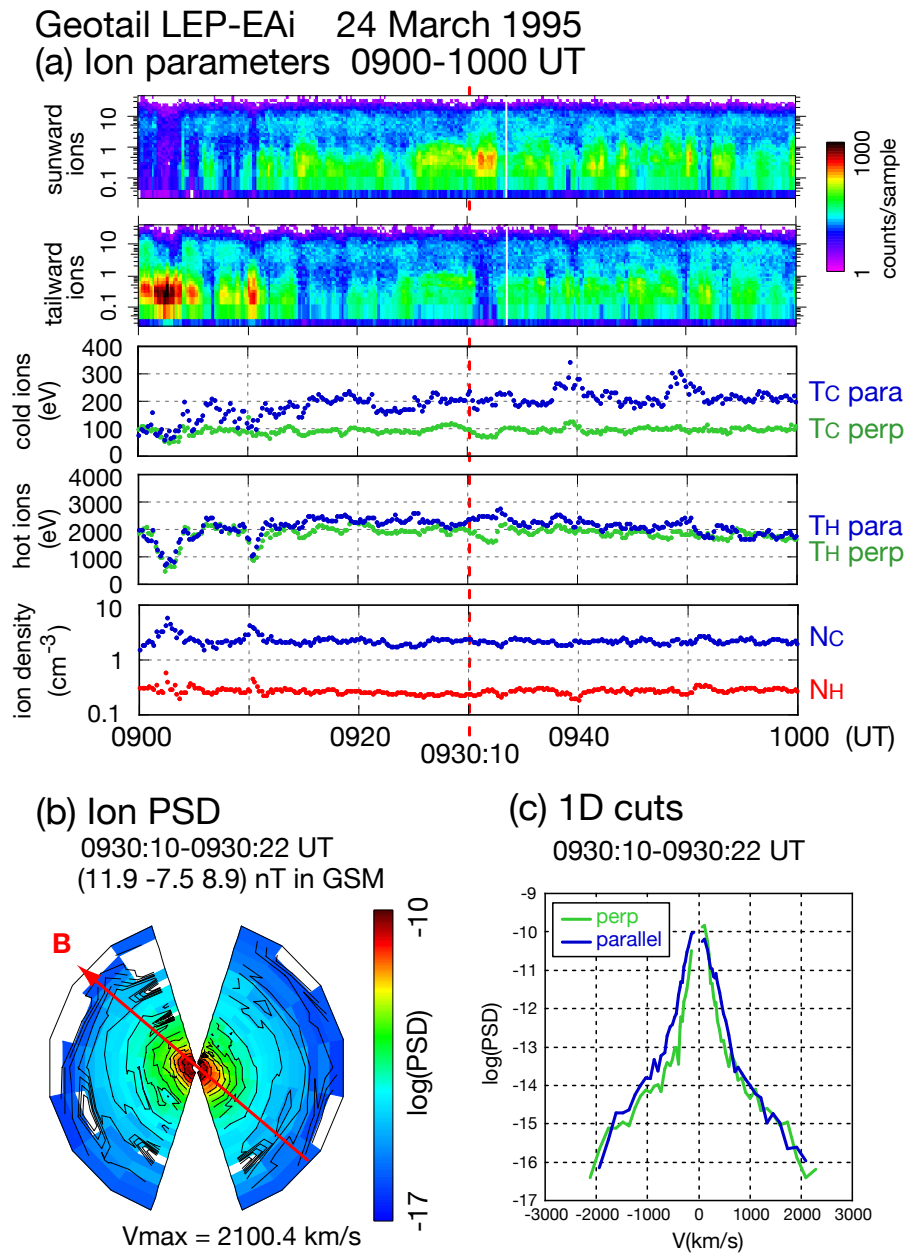 Geotail LEP-EAi 24 March 1995
(a) Ion parameters 0900-1000 UT
sunward
ions
10
1
0.1
1000
1
counts/sample
tailward
ions
10
1
0.1
cold ions
(eV)
400
300
200
100
0
Tc para
Tc perp
hot ions
(eV)
4000
3000
2000
1000
0
TH para
TH perp
ion density
(cm-3)
10
1
0.1
Nc
NH
0900 0920 0940 1000 (UT)
0930:10
(b) Ion PSD
0930:10-0930:22 UT
(11.9 -7.5 8.9) nT in GSM
B
-10
log(PSD)
-17
Vmax = 2100.4 km/s
(c) 1D cuts
0930:10-0930:22 UT
perp
parallel
log(PSD)
-9
-10
-11
-12
-13
-14
-15
-16
-17
-3000 -2000 -1000 0 1000 2000 3000
V(km/s)